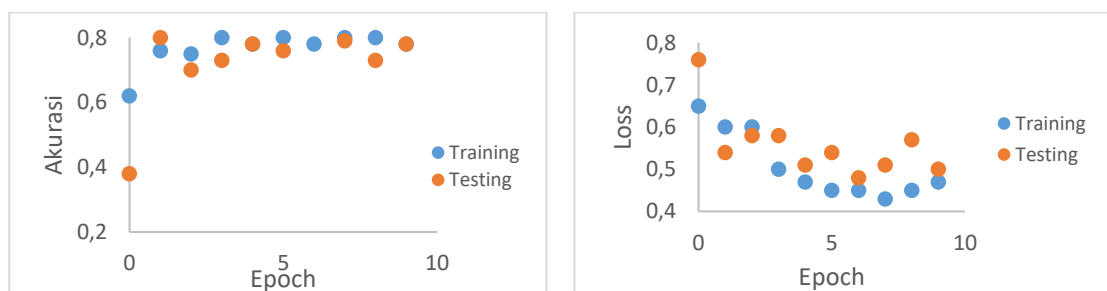 0,8
0,6
0,4
0,2
Akurasi
0
5
10
Epoch
Training
Testing
0,8
0,7
0,6
0,5
0,4
Loss
0
5
10
Epoch
Training
Testing